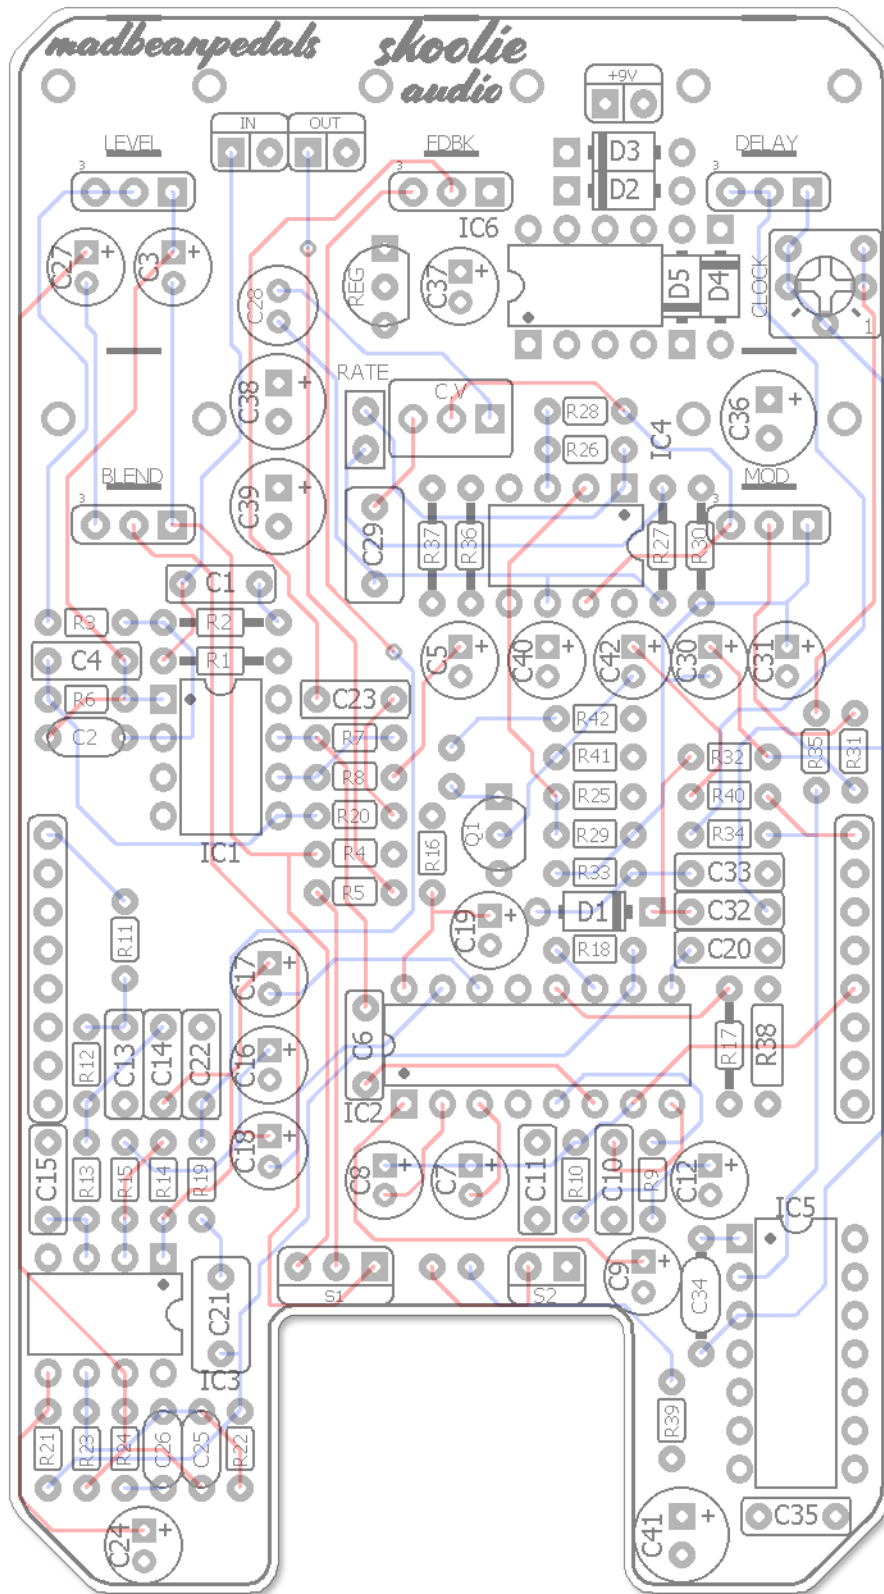 madbeanpedals skoolie
audio
+9V
IN OUT
LEVEL FDBK D3 DELAY
3 3 D2 3
IC6
C27 + C3 + C28 REG C37 + D5 D4 CLOCK 1
C38 + RATE C.V R28 IC4 C36 +
R26
BLEND MOD
3 3
C39 + C29 R37 R36 R27 R30
C1
R3 R2
C4 R1 C5 + C40 + C42 + C30 + C31 +
R6 C23 R42
C2 R7 R41 R32 R35 R31
R8 R25 R40
R20 R16 Q1 R29 R34
IC1 R4 R33 C33
R5 C19 + D1 C32
R11 R18 C20
C17 +
R12 C13 C14 C22 C16 + C6 R17 R38
IC2
C18 +
C15 R13 R15 R14 R19 C8 + C7 + C11 R10 C10 R9 C12 +
IC5
S1 S2 C9 + C34
C21
IC3
R21 R23 R24 C26 C25 R22 R39
C24 + C41 + C35